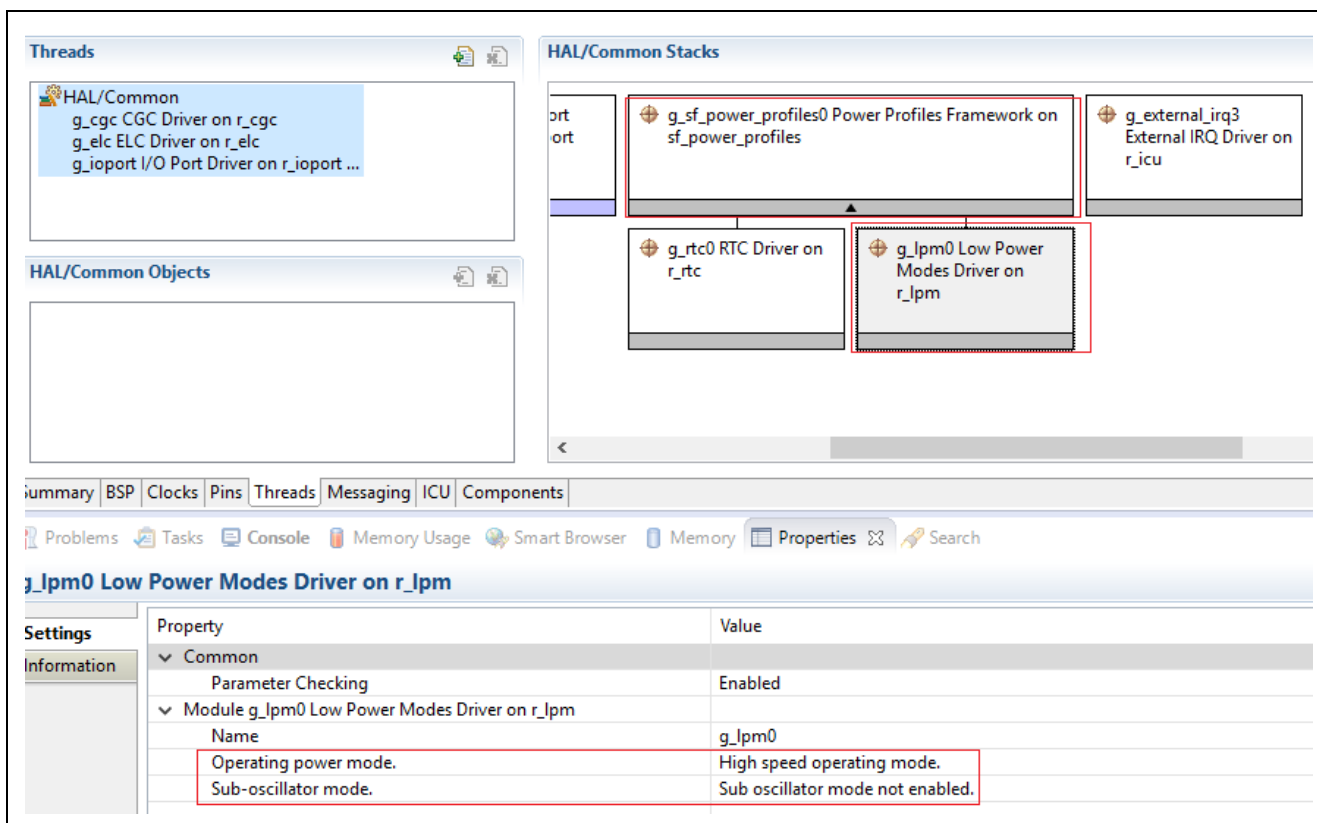 Threads
HAL/Common Stacks
HAL/Common
g_cgc CGC Driver on r_cgc
g_elc ELC Driver on r_elc
g_ioport I/O Port Driver on r_ioport ...
ort
ort
g_sf_power_profiles0 Power Profiles Framework on
sf_power_profiles
g_external_irq3
External IRQ Driver on
r_icu
g_rtc0 RTC Driver on
r_rtc
g_lpm0 Low Power
Modes Driver on
r_lpm
HAL/Common Objects
Summary BSP Clocks Pins Threads Messaging ICU Components
Problems Tasks Console Memory Usage Smart Browser Memory Properties Search
g_lpm0 Low Power Modes Driver on r_lpm
Settings
Information
Property Value
Common
Parameter Checking Enabled
Module g_lpm0 Low Power Modes Driver on r_lpm
Name g_lpm0
Operating power mode. High speed operating mode.
Sub-oscillator mode. Sub oscillator mode not enabled.